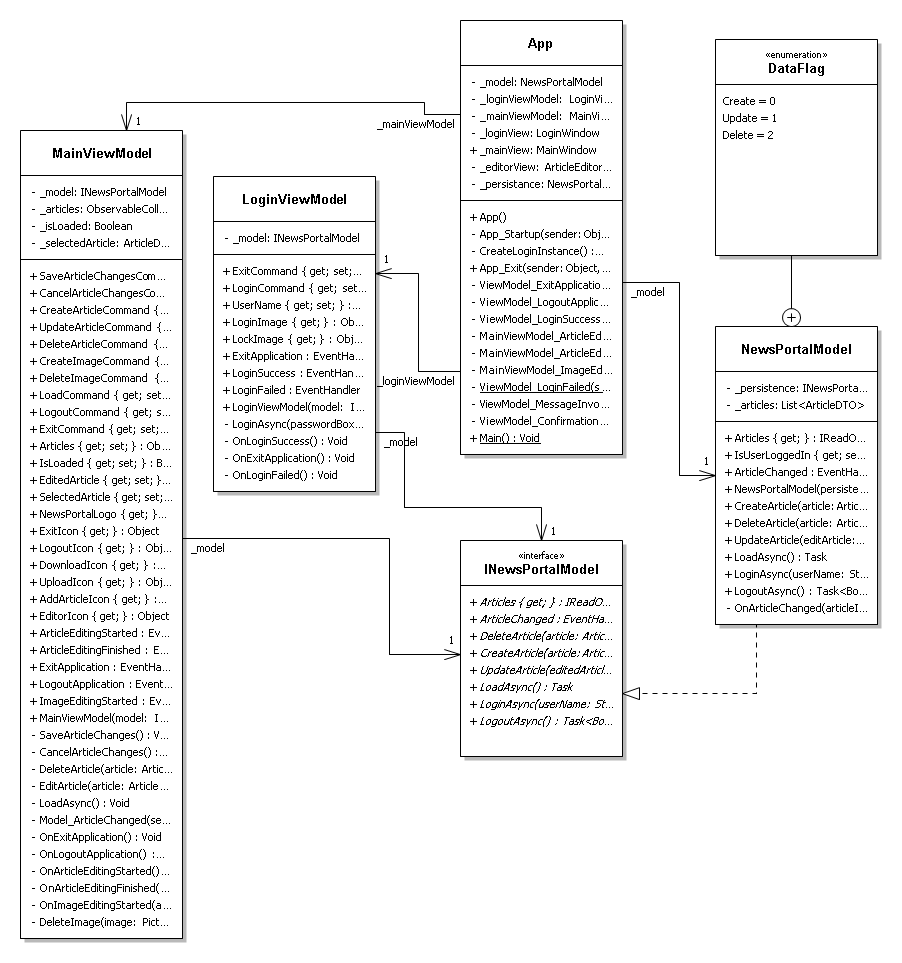 App
- _model: NewsPortalModel
- _loginViewModel: LoginVi...
- _mainViewModel: MainVi...
- _loginView: LoginWindow
+ _mainView: MainWindow
- _editorView: ArticleEditor...
- _persistance: NewsPortal...
+ App()
- App_Startup(sender: Obj...
- CreateLoginInstance() :...
+ App_Exit(sender: Object,...
- ViewModel_ExitApplicatio...
- ViewModel_LogoutApplic...
- ViewModel_LoginSuccess...
- MainViewModel_ArticleEd...
- MainViewModel_ArticleEd...
- MainViewModel_ImageEd...
- ViewModel_LoginFailed(s...
- ViewModel_MessageInvo...
- ViewModel_Confirmation...
+ Main() : Void
«enumeration»
DataFlag
Create = 0
Update = 1
Delete = 2
1
_mainViewModel
MainViewModel
- _model: INewsPortalModel
- _articles: ObservableColl...
- _isLoaded: Boolean
- _selectedArticle: ArticleD...
+ SaveArticleChangesCom...
+ CancelArticleChangesCo...
+ CreateArticleCommand {...
+ UpdateArticleCommand {...
+ DeleteArticleCommand {...
+ CreateImageCommand {...
+ DeleteImageCommand {...
+ LoadCommand { get; set...
+ LogoutCommand { get; s...
+ ExitCommand { get; set;...
+ Articles { get; set; } : Ob...
+ IsLoaded { get; set; } : B...
+ EditedArticle { get; set; }...
+ SelectedArticle { get; set;...
+ NewsPortalLogo { get; }...
+ ExitIcon { get; } : Object
+ LogoutIcon { get; } : Obj...
+ DownloadIcon { get; } :...
+ UploadIcon { get; } : Obj...
+ AddArticleIcon { get; } :...
+ EditorIcon { get; } : Object
+ ArticleEditingStarted : Ev...
+ ArticleEditingFinished : E...
+ ExitApplication : EventHa...
+ LogoutApplication : Event...
+ ImageEditingStarted : Ev...
+ MainViewModel(model: I...
- SaveArticleChanges() : V...
- CancelArticleChanges() :...
- DeleteArticle(article: Artic...
- EditArticle(article: Article...
- LoadAsync() : Void
- Model_ArticleChanged(se...
- OnExitApplication() : Void
- OnLogoutApplication() :...
- OnArticleEditingStarted()...
- OnArticleEditingFinished(...
- OnImageEditingStarted(a...
- DeleteImage(image: Pict...
LoginViewModel
- _model: INewsPortalModel
+ ExitCommand { get; set;...
+ LoginCommand { get; set...
+ UserName { get; set; } :...
+ LoginImage { get; } : Ob...
+ LockImage { get; } : Obj...
+ ExitApplication : EventHa...
+ LoginSuccess : EventHan...
+ LoginFailed : EventHandler
+ LoginViewModel(model: I...
- LoginAsync(passwordBox...
- OnLoginSuccess() : Void
- OnExitApplication() : Void
- OnLoginFailed() : Void
1
_loginViewModel
_model
1
_model
1
NewsPortalModel
- _persistence: INewsPorta...
- _articles: List<ArticleDTO>
+ Articles { get; } : IReadO...
+ IsUserLoggedIn { get; se...
+ ArticleChanged : EventHa...
+ NewsPortalModel(persiste...
+ CreateArticle(article: Artic...
+ DeleteArticle(article: Artic...
+ UpdateArticle(editArticle:...
+ LoadAsync() : Task
+ LoginAsync(userName: St...
+ LogoutAsync() : Task<Bo...
- OnArticleChanged(articleI...
_model
1
«interface»
INewsPortalModel
+ Articles { get; } : IReadO...
+ ArticleChanged : EventHa...
+ DeleteArticle(article: Artic...
+ CreateArticle(article: Artic...
+ UpdateArticle(editedArticl...
+ LoadAsync() : Task
+ LoginAsync(userName: St...
+ LogoutAsync() : Task<Bo...